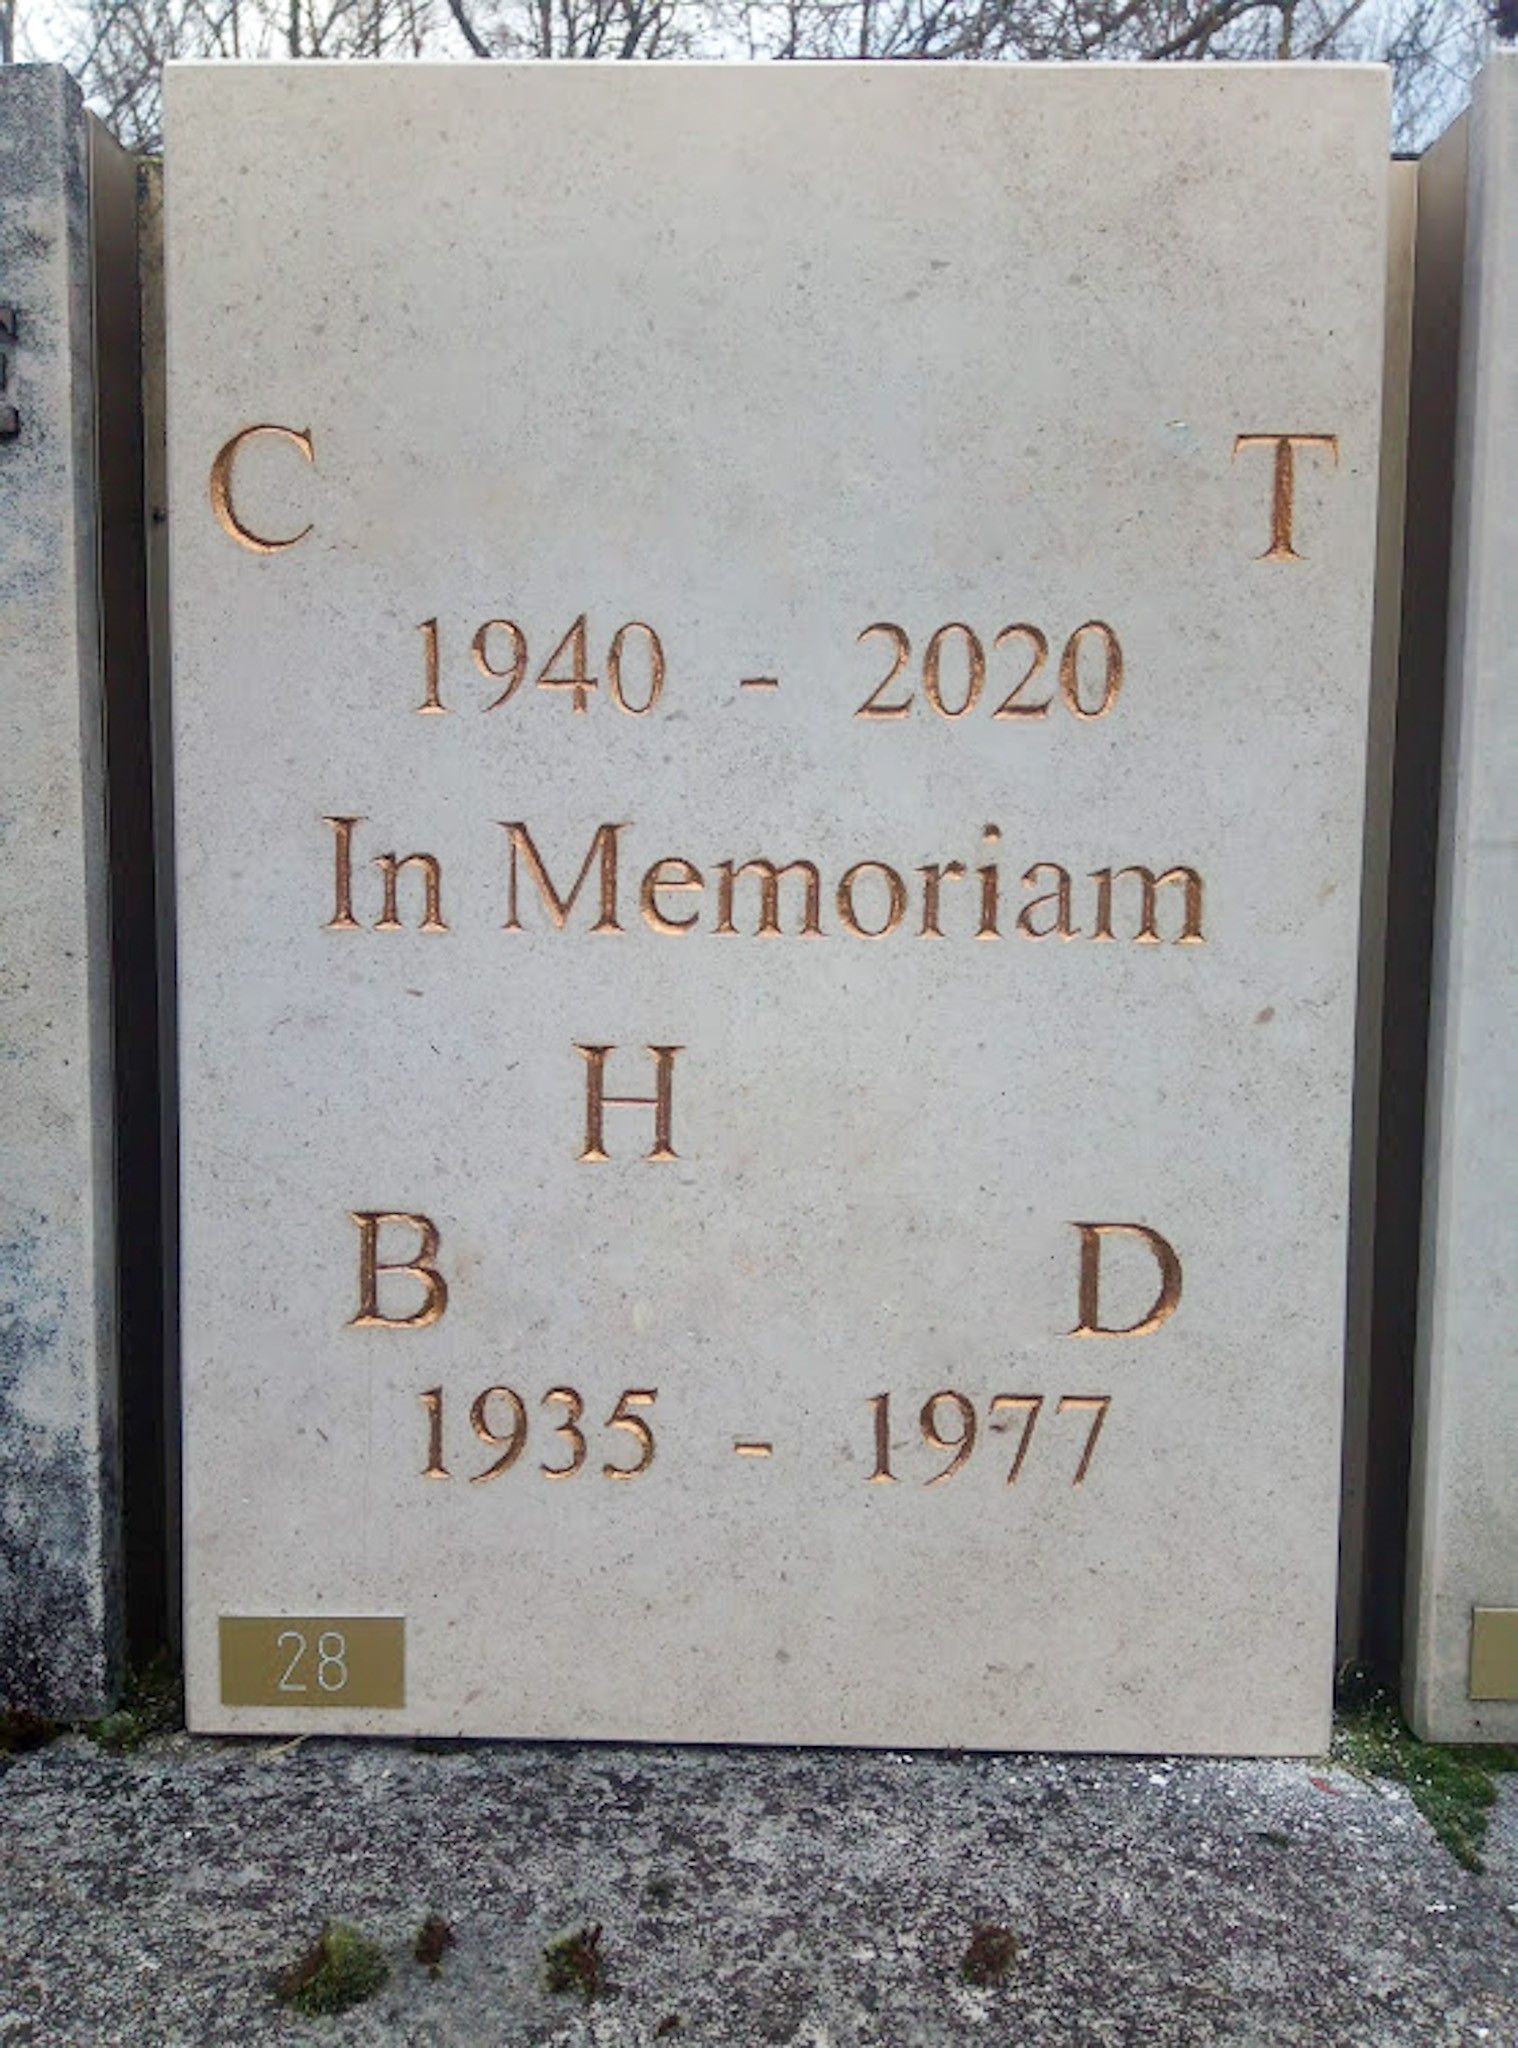 C T
1940 - 2020
In Memoriam
H
B D
1935 - 1977
28